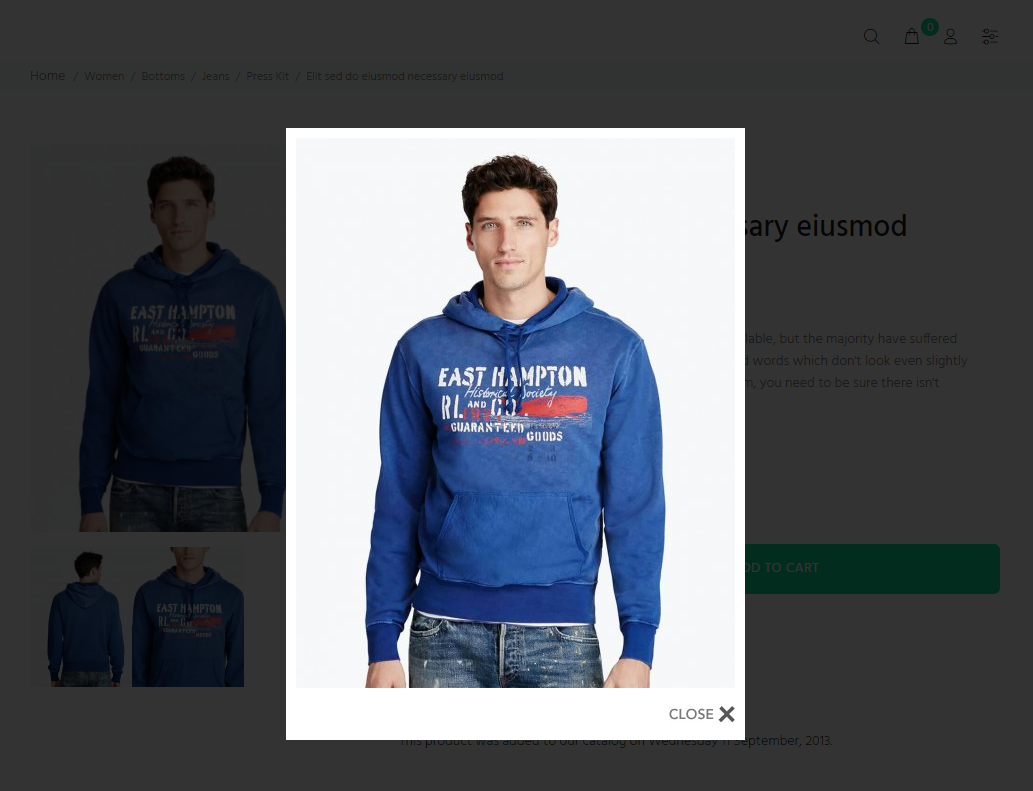 0
Home / Women / Bottoms / Jeans / Press Kit / Elit sed do eiusmod necessary eiusmod
sary eiusmod
EAST HAMPTON
Historical Society
RL AND CO.
GUARANTEED
GOODS
lable, but the majority have suffered
words which don't look even slightly
you need to be sure there isn't
TO CART
EAST HAMPTON
RL AND CO.
GUARANTEED
GOODS
EAST HAMPTON
CLOSE
This product was added to our catalog on Wednesday 11 September, 2013.